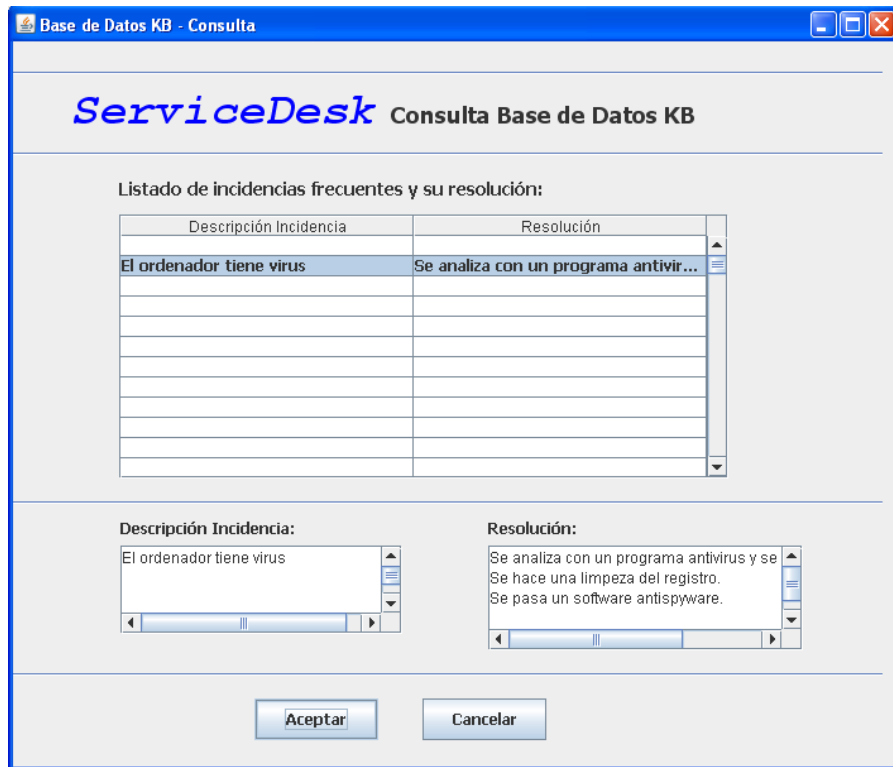 Base de Datos KB - Consulta
ServiceDesk Consulta Base de Datos KB
Listado de incidencias frecuentes y su resolución:
Descripción Incidencia Resolución
El ordenador tiene virus Se analiza con un programa antivir...
Descripción Incidencia: Resolución:
El ordenador tiene virus Se analiza con un programa antivirus y se
Se hace una limpeza del registro.
Se pasa un software antispyware.
Aceptar Cancelar